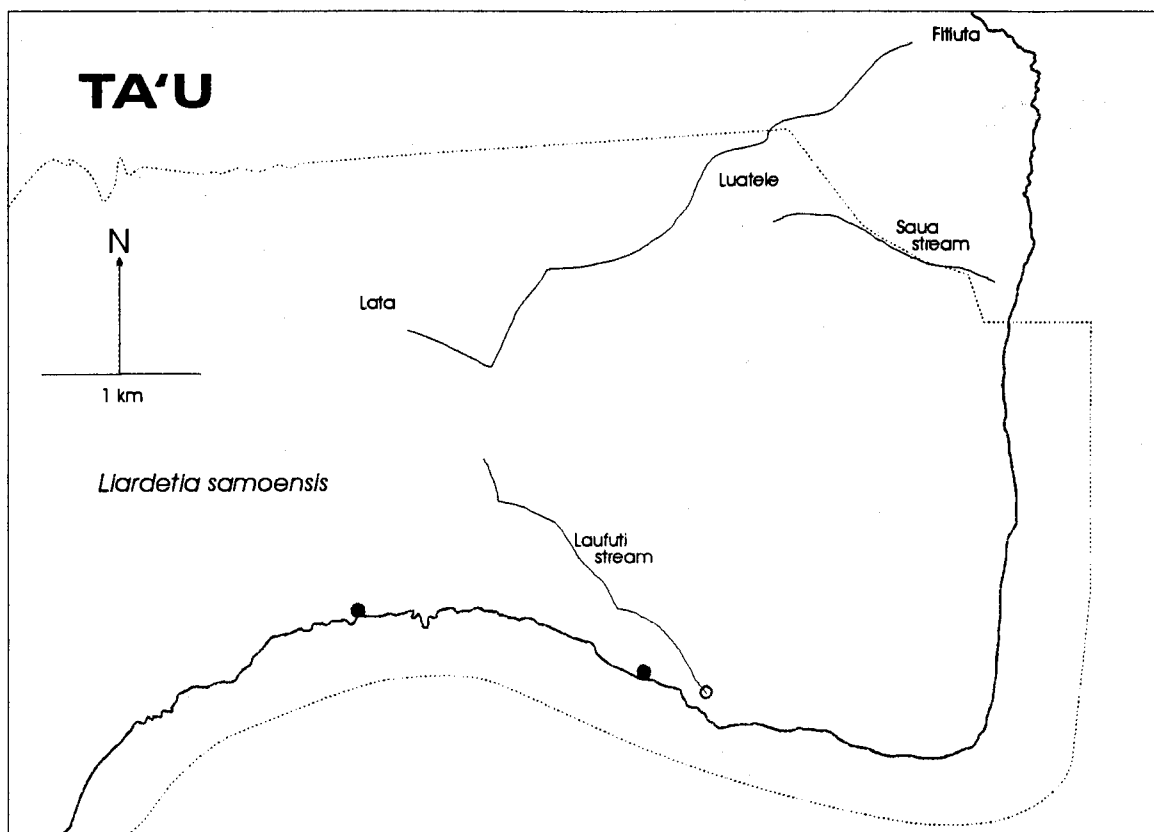 TA‘U
Fitiuta
Luatele
Saua
stream
N
Lata
1 km
Liardetia samoensis
Laufuti
stream